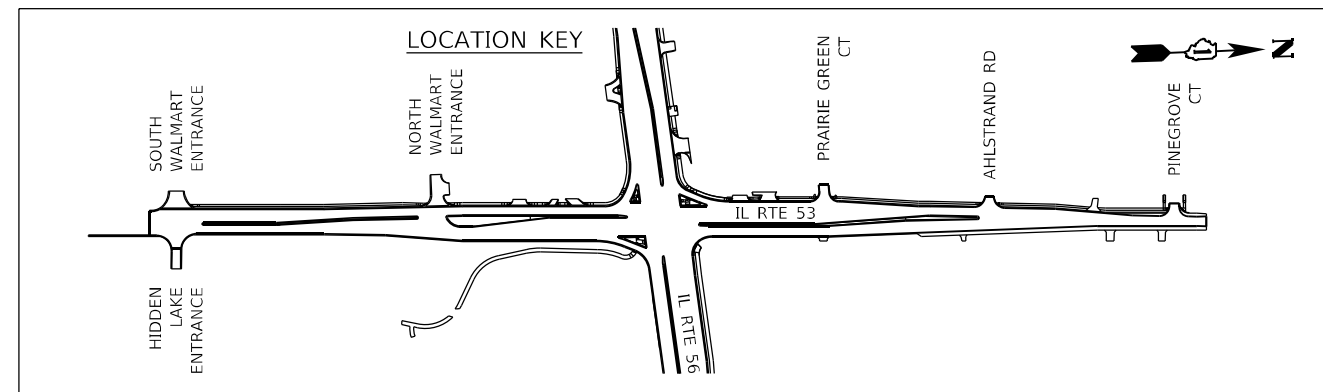 LOCATION KEY
SOUTH
WALMART
ENTRANCE
NORTH
WALMART
ENTRANCE
PRAIRIE GREEN
CT
AHLSTRAND RD
PINEGROVE
CT
N
IL RTE 53
HIDDEN
LAKE
ENTRANCE
IL RTE 56